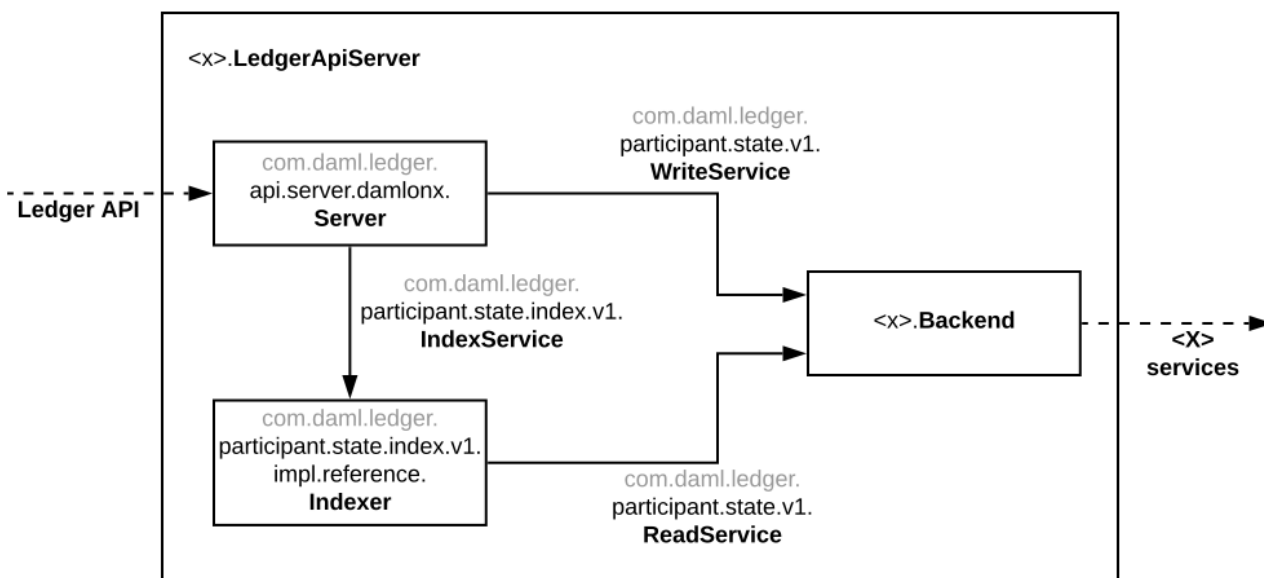 <x>.LedgerApiServer
com.daml.ledger.
participant.state.v1.
WriteService
com.daml.ledger.
api.server.damlonx.
Server
Ledger API
com.daml.ledger.
participant.state.index.v1.
IndexService
<x>.Backend
<X>
services
com.daml.ledger.
participant.state.index.v1.
impl.reference.
Indexer
com.daml.ledger.
participant.state.v1.
ReadService